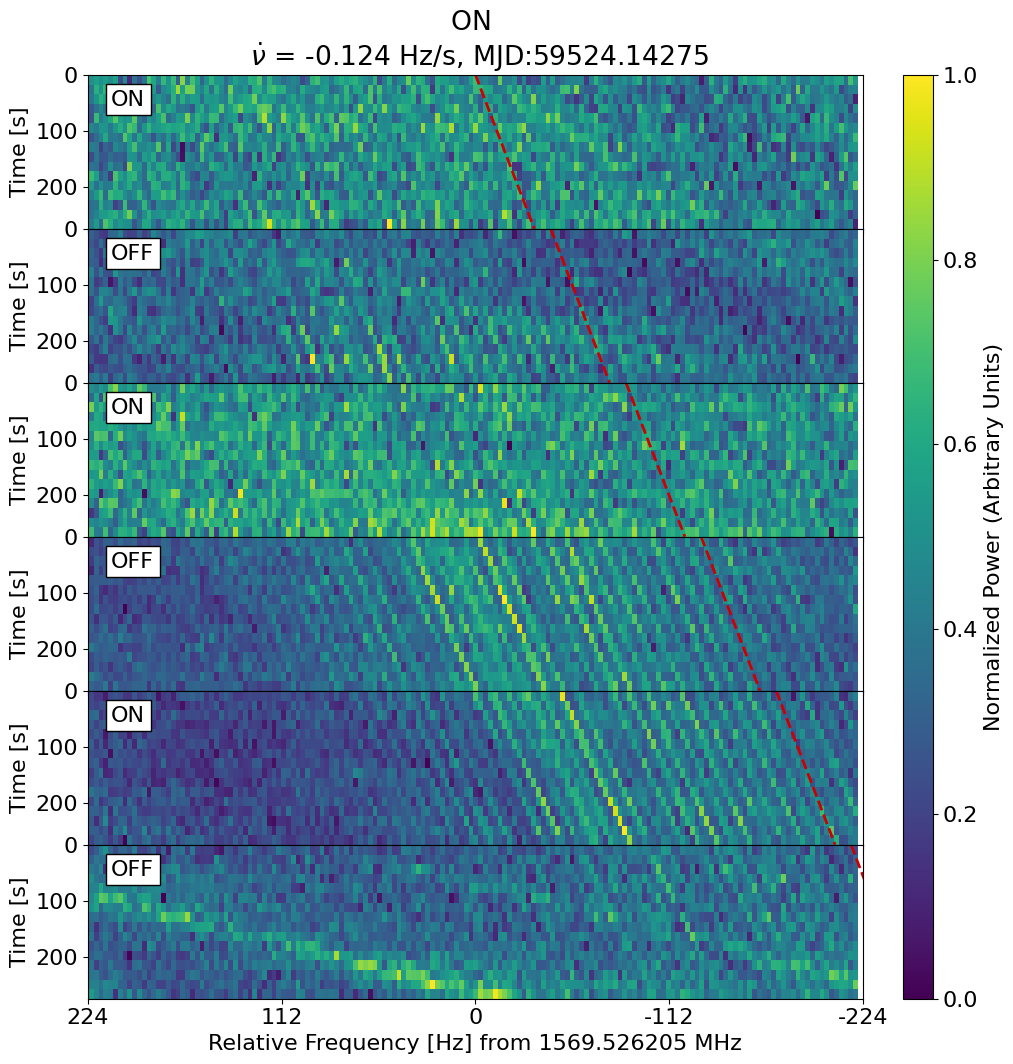 ON
ν̇ = -0.124 Hz/s, MJD:59524.14275
ON
0
100
200
Time [s]
OFF
0
100
200
Time [s]
ON
0
100
200
Time [s]
OFF
0
100
200
Time [s]
ON
0
100
200
Time [s]
OFF
0
100
200
Time [s]
224 112 0 -112 -224
Relative Frequency [Hz] from 1569.526205 MHz
1.0
0.8
0.6
0.4
0.2
0.0
Normalized Power (Arbitrary Units)